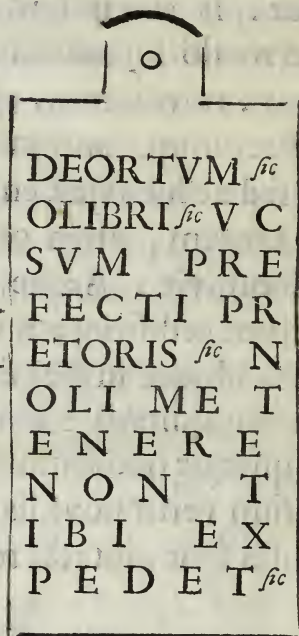 DEORTVM sic
OLIBRI sic V C
SVM PRE
FECTI PR
ETORIS sic N
OLI ME T
ENERE
NON T
IBI EX
PEDET sic